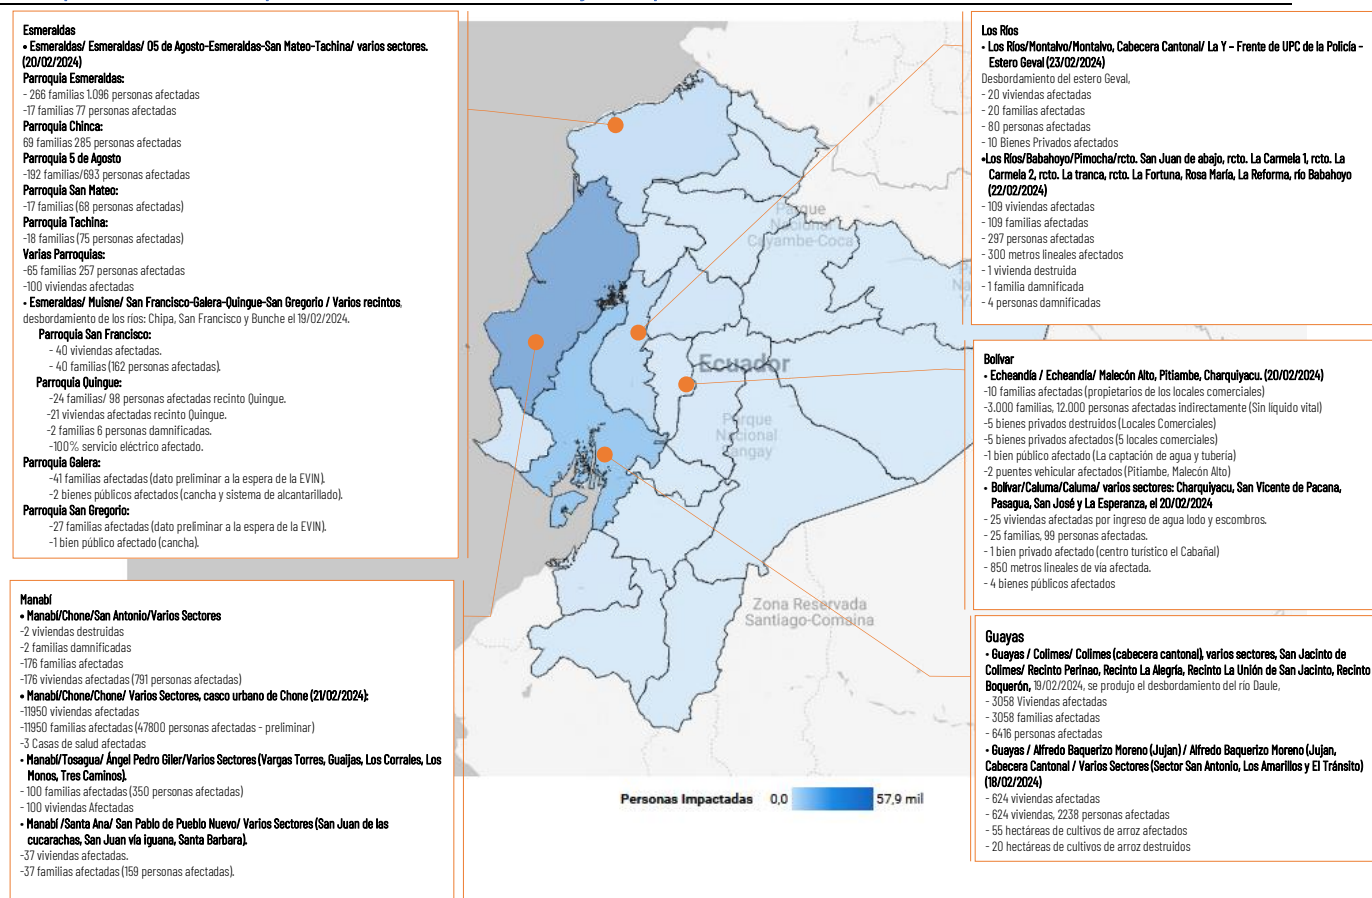 Esmeraldas
• Esmeraldas/ Esmeraldas/ 05 de Agosto-Esmeraldas-San Mateo-Tachina/ varios sectores.
(20/02/2024)
Parroquia Esmeraldas:
- 266 familias 1.096 personas afectadas
-17 familias 77 personas afectadas
Parroquia Chinca:
69 familias 285 personas afectadas
Parroquia 5 de Agosto
-192 familias/693 personas afectadas
Parroquia San Mateo:
-17 familias (68 personas afectadas)
Parroquia Tachina:
-18 familias (75 personas afectadas)
Varias Parroquias:
-65 familias 257 personas afectadas
-100 viviendas afectadas
• Esmeraldas/ Muisne/ San Francisco-Galera-Quingue-San Gregorio / Varios recintos,
desbordamiento de los ríos: Chipa, San Francisco y Bunche el 19/02/2024.
Parroquia San Francisco:
- 40 viviendas afectadas.
- 40 familias (162 personas afectadas).
Parroquia Quingue:
-24 familias/ 98 personas afectadas recinto Quingue.
-21 viviendas afectadas recinto Quingue.
-2 familias 6 personas damnificadas.
-100% servicio eléctrico afectado.
Parroquia Galera:
-41 familias afectadas (dato preliminar a la espera de la EVIN).
-2 bienes públicos afectados (cancha y sistema de alcantarillado).
Parroquia San Gregorio:
-27 familias afectadas (dato preliminar a la espera de la EVIN).
-1 bien público afectado (cancha).
Manabí
• Manabí/Chone/San Antonio/Varios Sectores
-2 viviendas destruidas
-2 familias damnificadas
-176 familias afectadas
-176 viviendas afectadas (791 personas afectadas)
• Manabí/Chone/Chone/ Varios Sectores, casco urbano de Chone (21/02/2024):
-11950 viviendas afectadas
-11950 familias afectadas (47800 personas afectadas - preliminar)
-3 Casas de salud afectadas
• Manabí/Tosagua/ Ángel Pedro Giler/Varios Sectores (Vargas Torres, Guaijas, Los Corrales, Los
Monos, Tres Caminos).
- 100 familias afectadas (350 personas afectadas)
- 100 viviendas Afectadas
• Manabí /Santa Ana/ San Pablo de Pueblo Nuevo/ Varios Sectores (San Juan de las
cucarachas, San Juan vía iguana, Santa Barbara).
-37 viviendas afectadas.
-37 familias afectadas (159 personas afectadas).
Parque
Nacional
Cayambe-Coca
Ecuador
Parque
Nacional
Sangay
Zona Reservada
Santiago-Comaina
Personas Impactadas 0,0 57,9 mil
Los Ríos
• Los Ríos/Montalvo/Montalvo, Cabecera Cantonal/ La Y – Frente de UPC de la Policía –
Estero Geval (23/02/2024)
Desbordamiento del estero Geval,
- 20 viviendas afectadas
- 20 familias afectadas
- 80 personas afectadas
- 10 Bienes Privados afectados
•Los Ríos/Babahoyo/Pimocha/rcto. San Juan de abajo, rcto. La Carmela 1, rcto. La
Carmela 2, rcto. La tranca, rcto. La Fortuna, Rosa María, La Reforma, río Babahoyo
(22/02/2024)
- 109 viviendas afectadas
- 109 familias afectadas
- 297 personas afectadas
- 300 metros lineales afectados
- 1 vivienda destruida
- 1 familia damnificada
- 4 personas damnificadas
Bolívar
• Echeandía / Echeandía/ Malecón Alto, Pitiambe, Charquiyacu. (20/02/2024)
-10 familias afectadas (propietarios de los locales comerciales)
-3.000 familias, 12.000 personas afectadas indirectamente (Sin líquido vital)
-5 bienes privados destruidos (Locales Comerciales)
-5 bienes privados afectados (5 locales comerciales)
-1 bien público afectado (La captación de agua y tubería)
-2 puentes vehicular afectados (Pitiambe, Malecón Alto)
• Bolívar/Caluma/Caluma/ varios sectores: Charquiyacu, San Vicente de Pacana,
Pasagua, San José y La Esperanza, el 20/02/2024
- 25 viviendas afectadas por ingreso de agua lodo y escombros.
- 25 familias, 99 personas afectadas.
- 1 bien privado afectado (centro turístico el Cabañal)
- 850 metros lineales de vía afectada.
- 4 bienes públicos afectados
Guayas
• Guayas / Colimes/ Colimes (cabecera cantonal), varios sectores, San Jacinto de
Colimes/ Recinto Perinao, Recinto La Alegría, Recinto La Unión de San Jacinto, Recinto
Boquerón, 19/02/2024, se produjo el desbordamiento del río Daule,
- 3058 Viviendas afectadas
- 3058 familias afectadas
- 6416 personas afectadas
• Guayas / Alfredo Baquerizo Moreno (Jujan) / Alfredo Baquerizo Moreno (Jujan,
Cabecera Cantonal / Varios Sectores (Sector San Antonio, Los Amarillos y El Tránsito)
(18/02/2024)
- 624 viviendas afectadas
- 624 viviendas, 2238 personas afectadas
- 55 hectáreas de cultivos de arroz afectados
- 20 hectáreas de cultivos de arroz destruidos